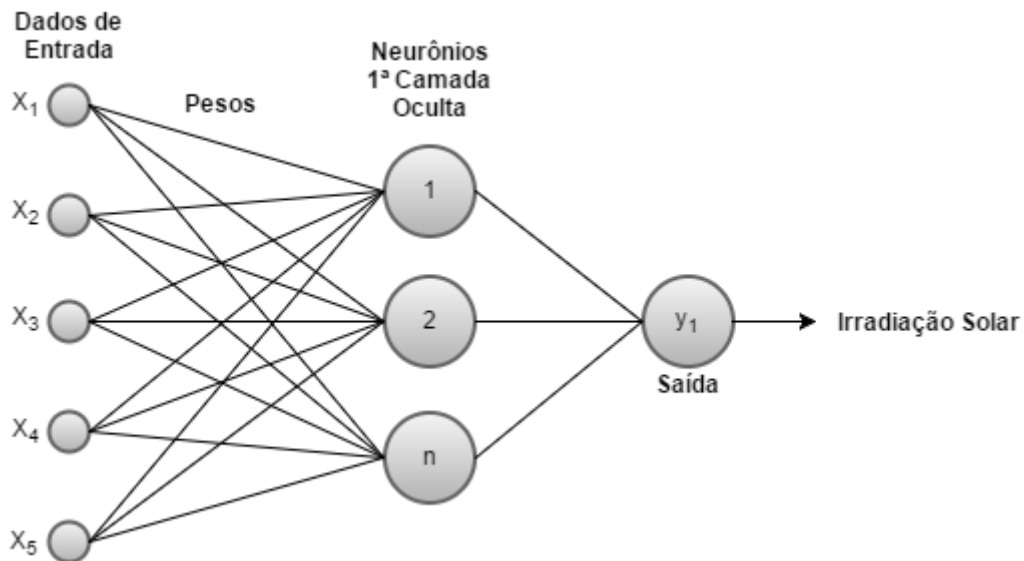 Dados de
Entrada
Neurônios
1ª Camada
Oculta
Pesos
X1
X2
X3
X4
X5
1
2
n
y1
Saída
Irradiação Solar